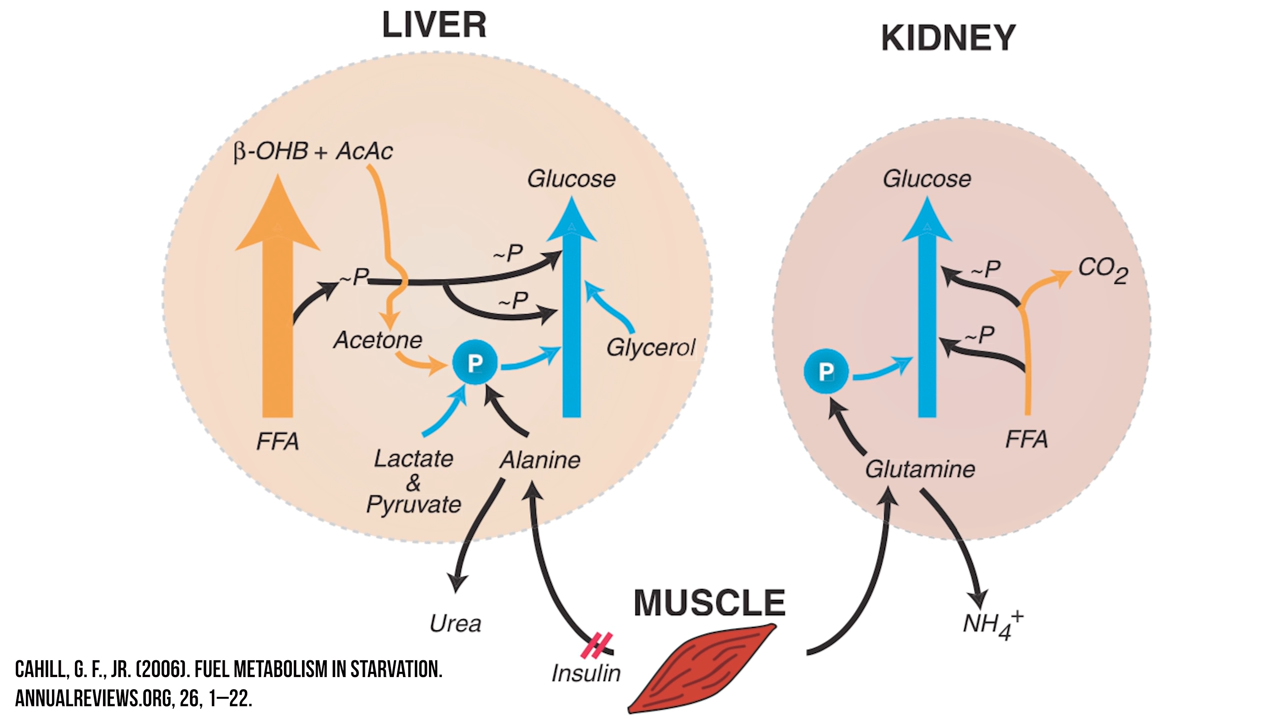 LIVER
KIDNEY
β-OHB + AcAc
Glucose
Glucose
~P
~P
~P
~P
~P
CO₂
Acetone
P
Glycerol
P
FFA
FFA
Lactate
&
Pyruvate
Alanine
Glutamine
Urea
MUSCLE
NH₄⁺
Insulin
CAHILL, G. F., JR. (2006). FUEL METABOLISM IN STARVATION.
ANNUALREVIEWS.ORG, 26, 1–22.